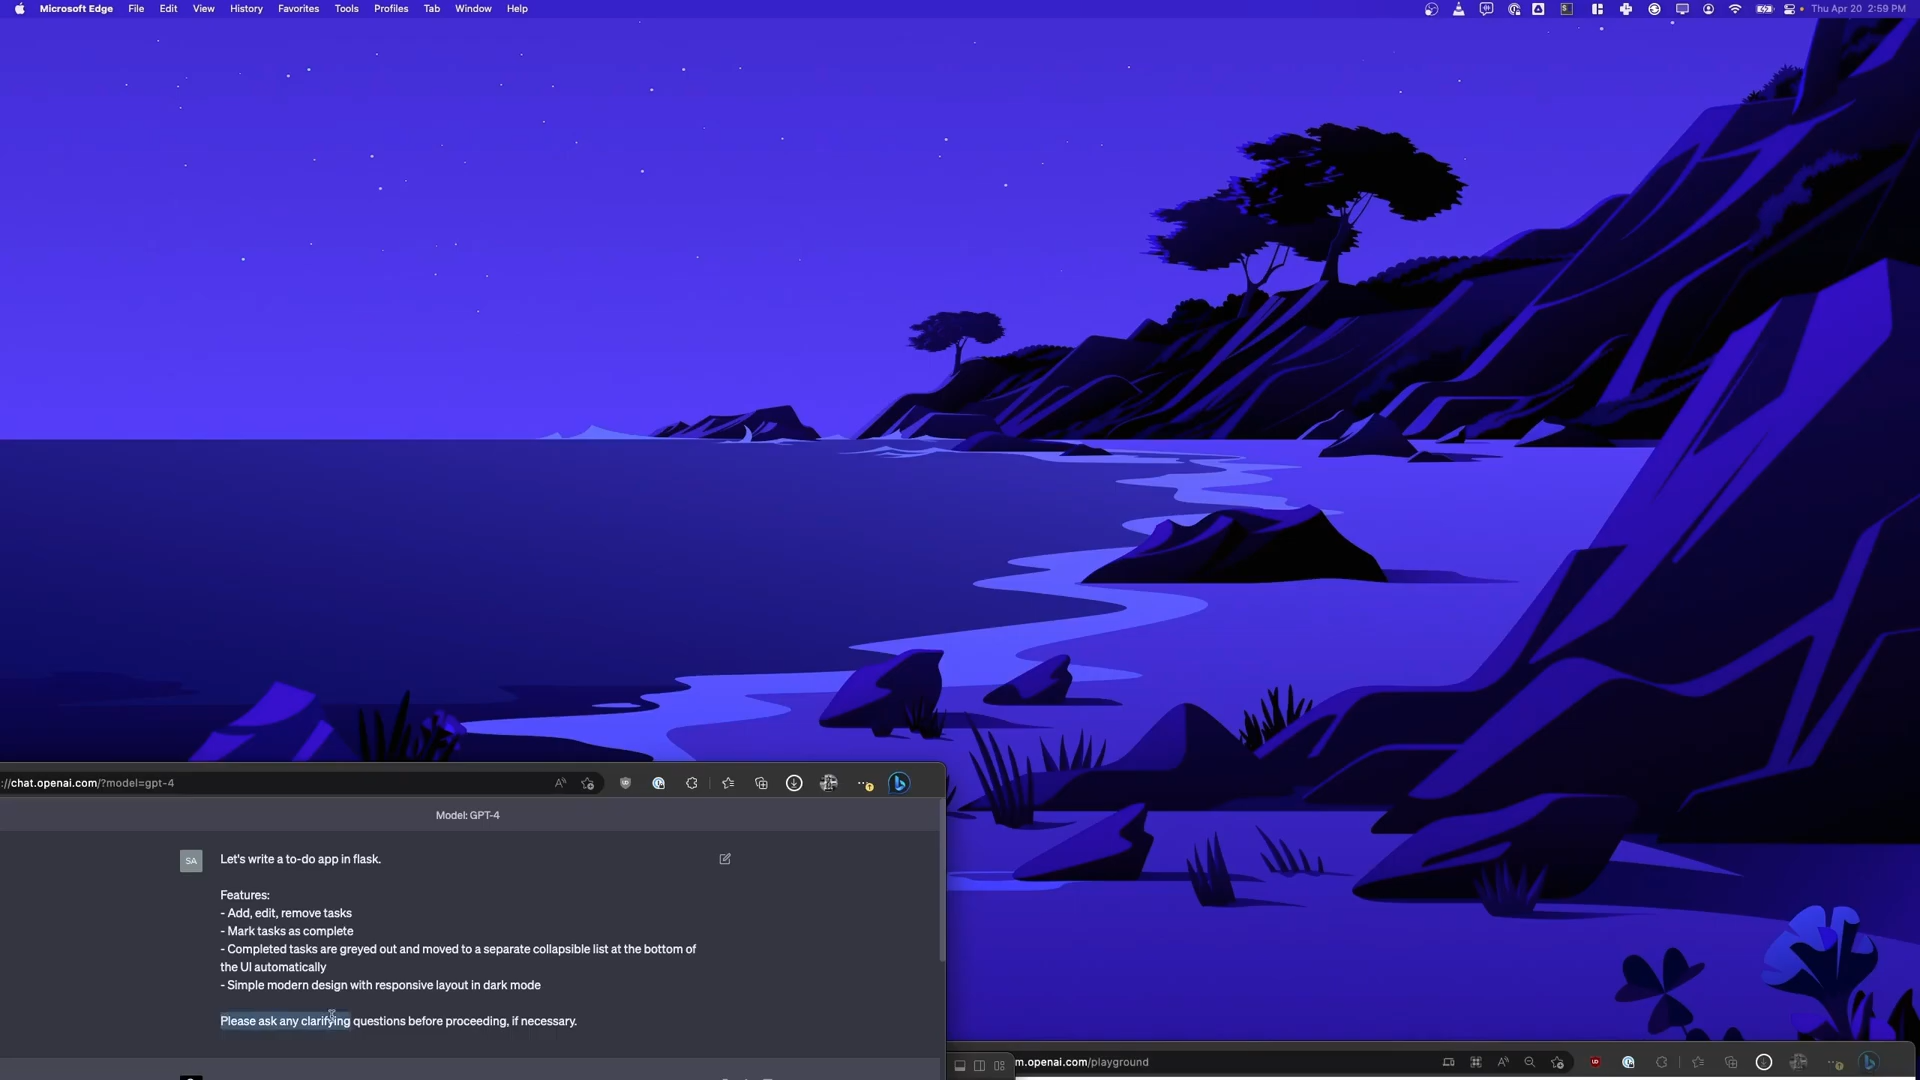 Microsoft Edge File Edit View History Favorites Tools Profiles Tab Window Help Thu Apr 20 2:59 PM
://chat.openai.com/?model=gpt-4
Model: GPT-4
SA
Let's write a to-do app in flask.
Features:
- Add, edit, remove tasks
- Mark tasks as complete
- Completed tasks are greyed out and moved to a separate collapsible list at the bottom of
the UI automatically
- Simple modern design with responsive layout in dark mode
Please ask any clarifying questions before proceeding, if necessary.
m.openai.com/playground